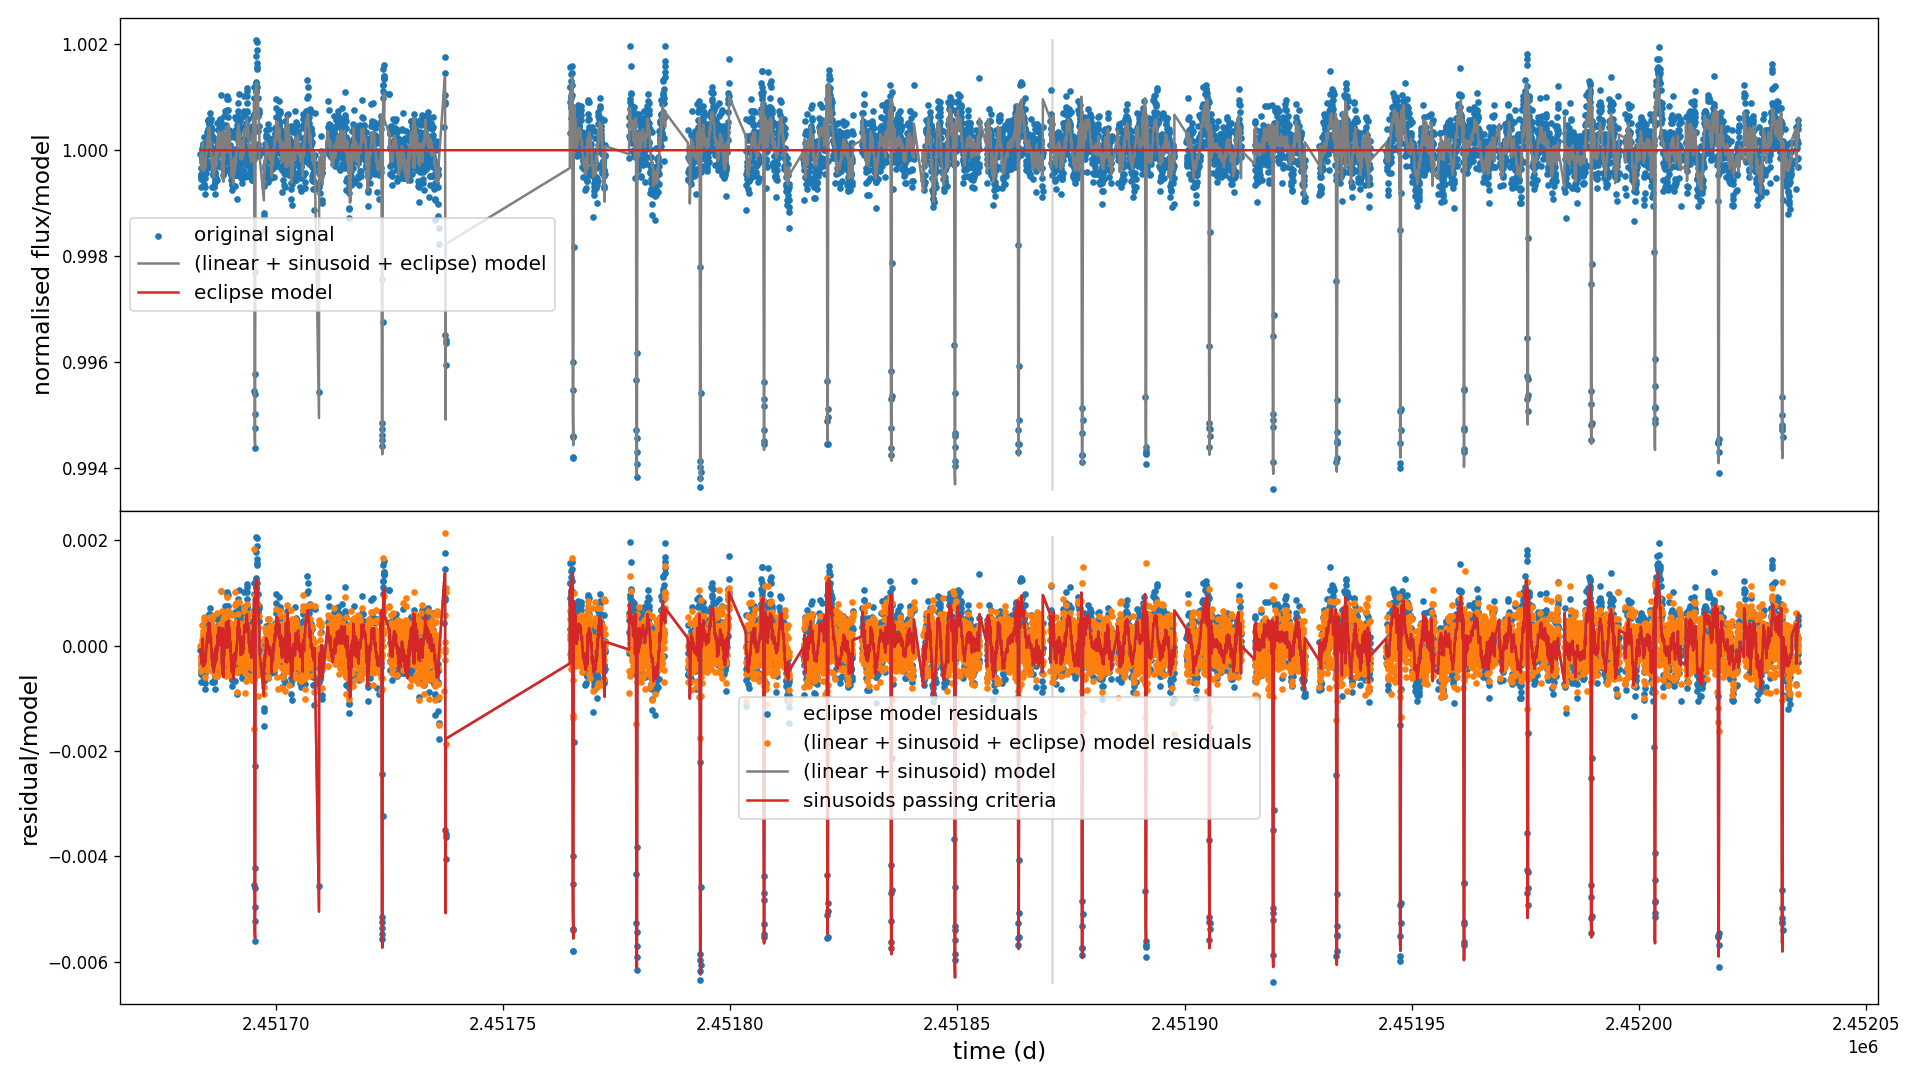 1.002
1.000
0.998
0.996
0.994
normalised flux/model
original signal
(linear + sinusoid + eclipse) model
eclipse model
0.002
0.000
−0.002
−0.004
−0.006
residual/model
eclipse model residuals
(linear + sinusoid + eclipse) model residuals
(linear + sinusoid) model
sinusoids passing criteria
2.45170 2.45175 2.45180 2.45185 2.45190 2.45195 2.45200 2.45205
1e6
time (d)